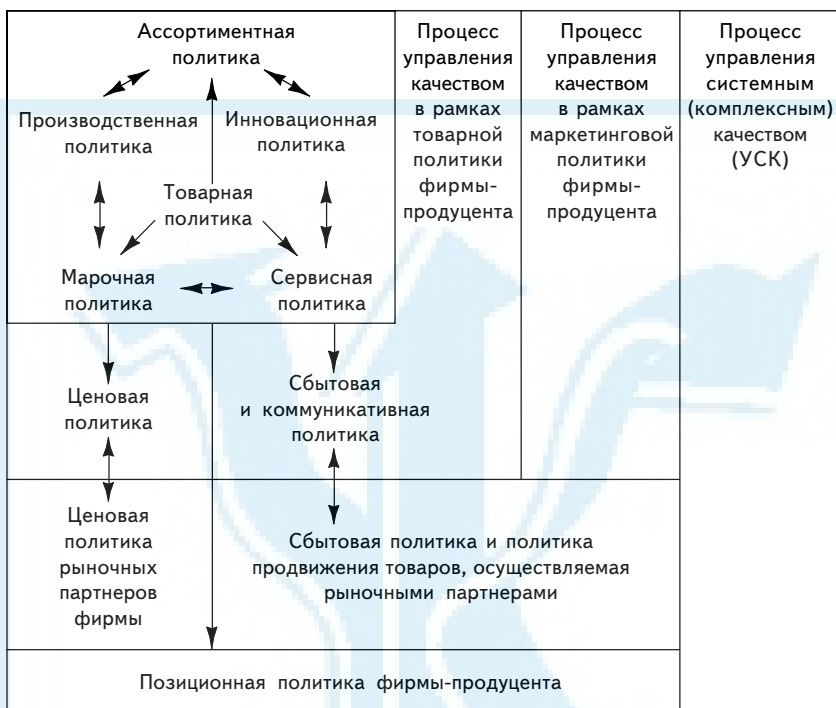 Ассортиментная
политика
Производственная
политика
Инновационная
политика
Товарная
политика
Марочная
политика
Сервисная
политика
Процесс
управления
качеством
в рамках
товарной
политики
фирмы-
продуцента
Процесс
управления
качеством
в рамках
маркетинговой
политики
фирмы-
продуцента
Процесс
управления
системным
(комплексным)
качеством
(УСК)
Ценовая
политика
Сбытовая
и коммуникативная
политика
Ценовая
политика
рыночных
партнеров
фирмы
Сбытовая политика и политика
продвижения товаров, осуществляемая
рыночными партнерами
Позиционная политика фирмы-продуцента